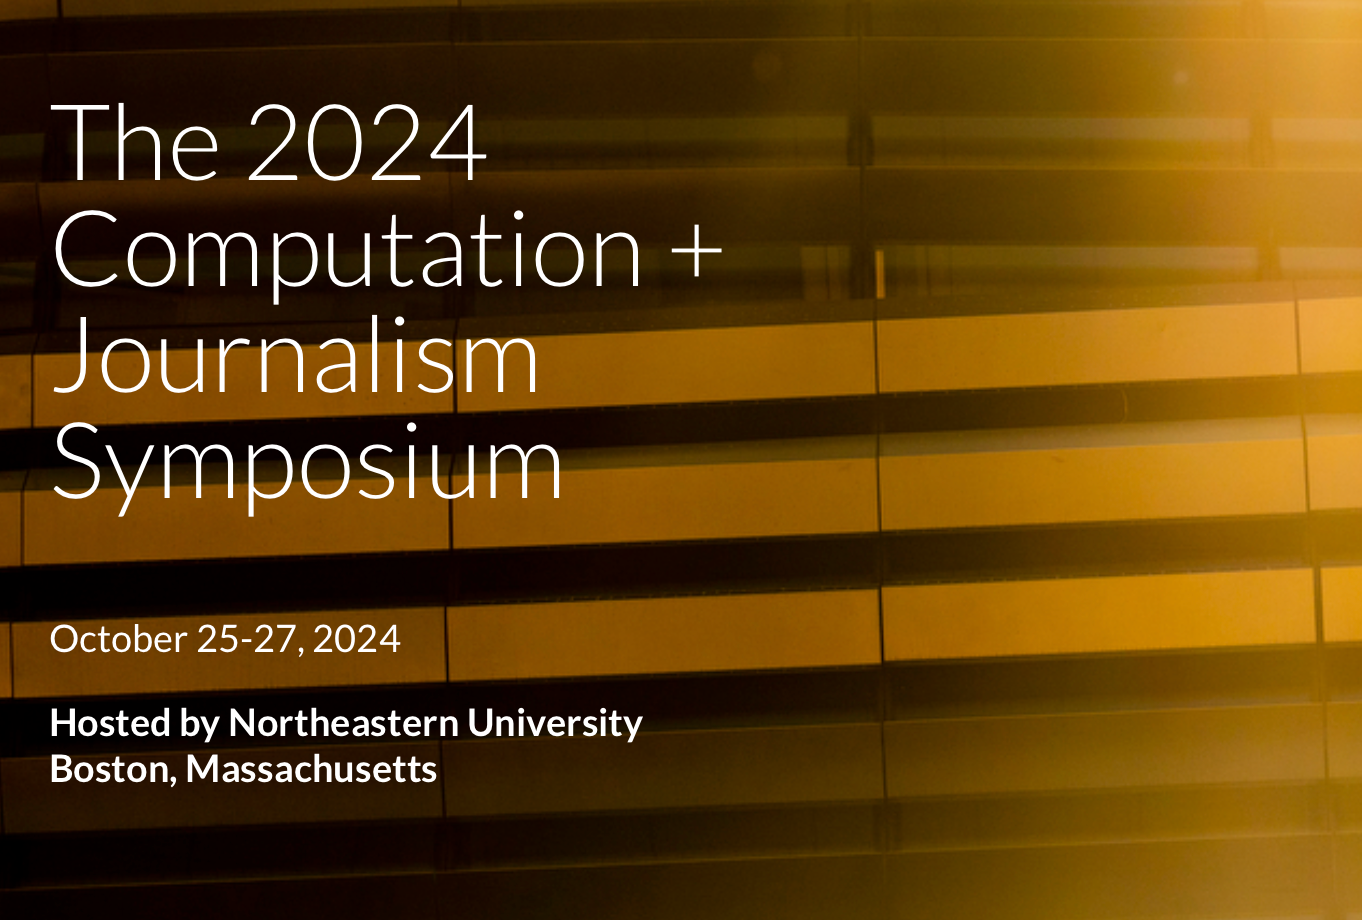 The 2024
Computation +
Journalism
Symposium
October 25-27, 2024
Hosted by Northeastern University
Boston, Massachusetts